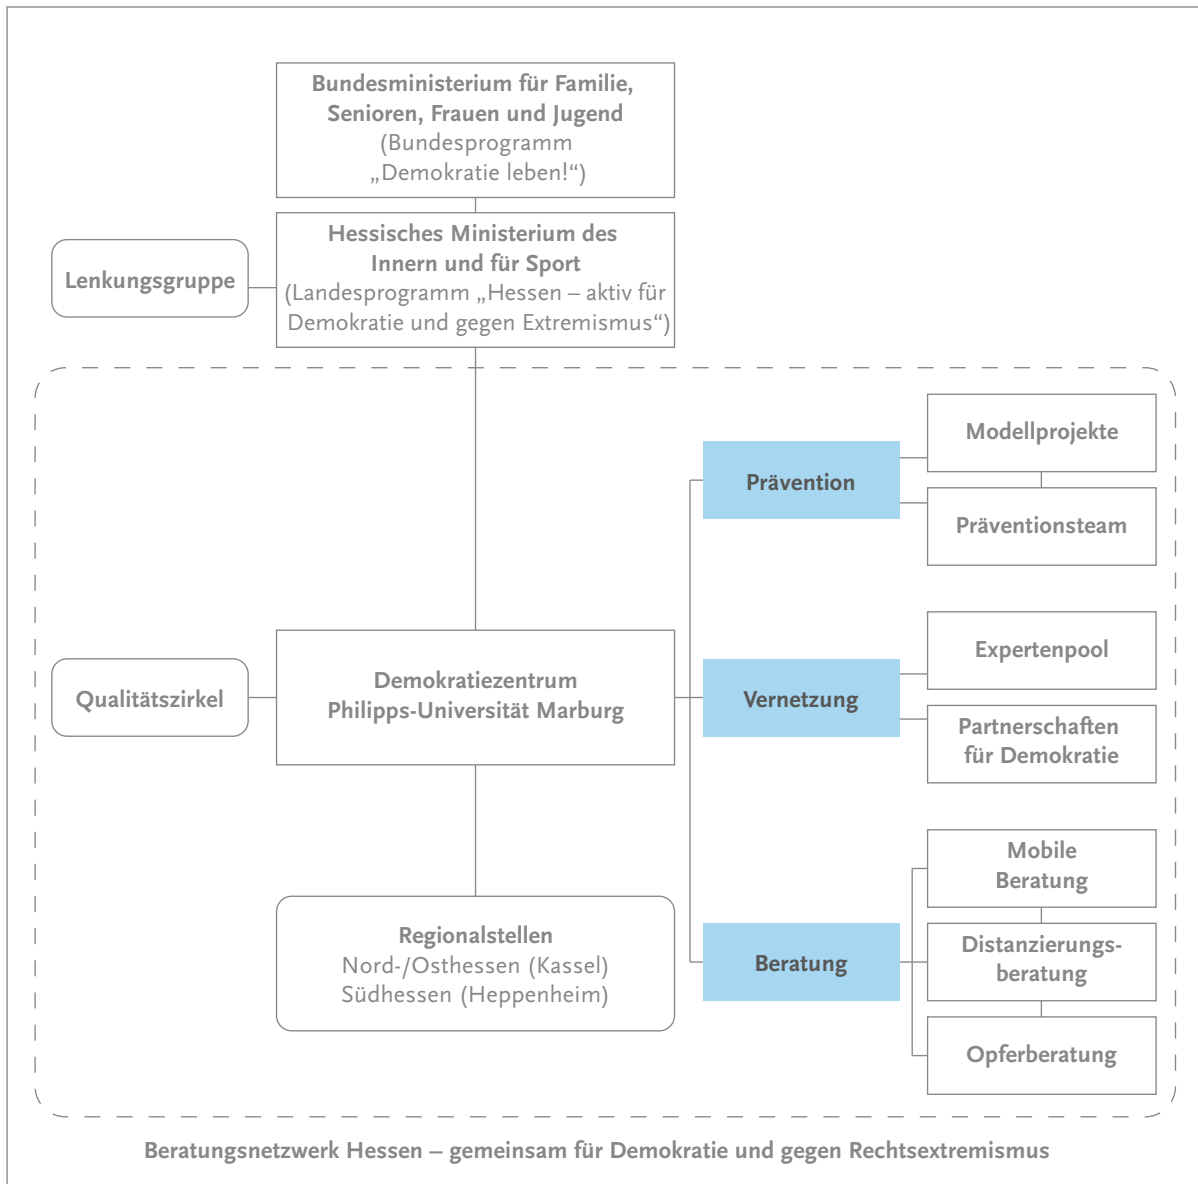 Bundesministerium für Familie,
Senioren, Frauen und Jugend
(Bundesprogramm
„Demokratie leben!“)
Lenkungsgruppe
Hessisches Ministerium des
Innern und für Sport
(Landesprogramm „Hessen – aktiv für
Demokratie und gegen Extremismus“)
Prävention
Modellprojekte
Präventionsteam
Qualitätszirkel
Demokratiezentrum
Philipps-Universität Marburg
Vernetzung
Expertenpool
Partnerschaften
für Demokratie
Regionalstellen
Nord-/Osthessen (Kassel)
Südhessen (Heppenheim)
Beratung
Mobile
Beratung
Distanzierungs-
beratung
Opferberatung
Beratungsnetzwerk Hessen – gemeinsam für Demokratie und gegen Rechtsextremismus